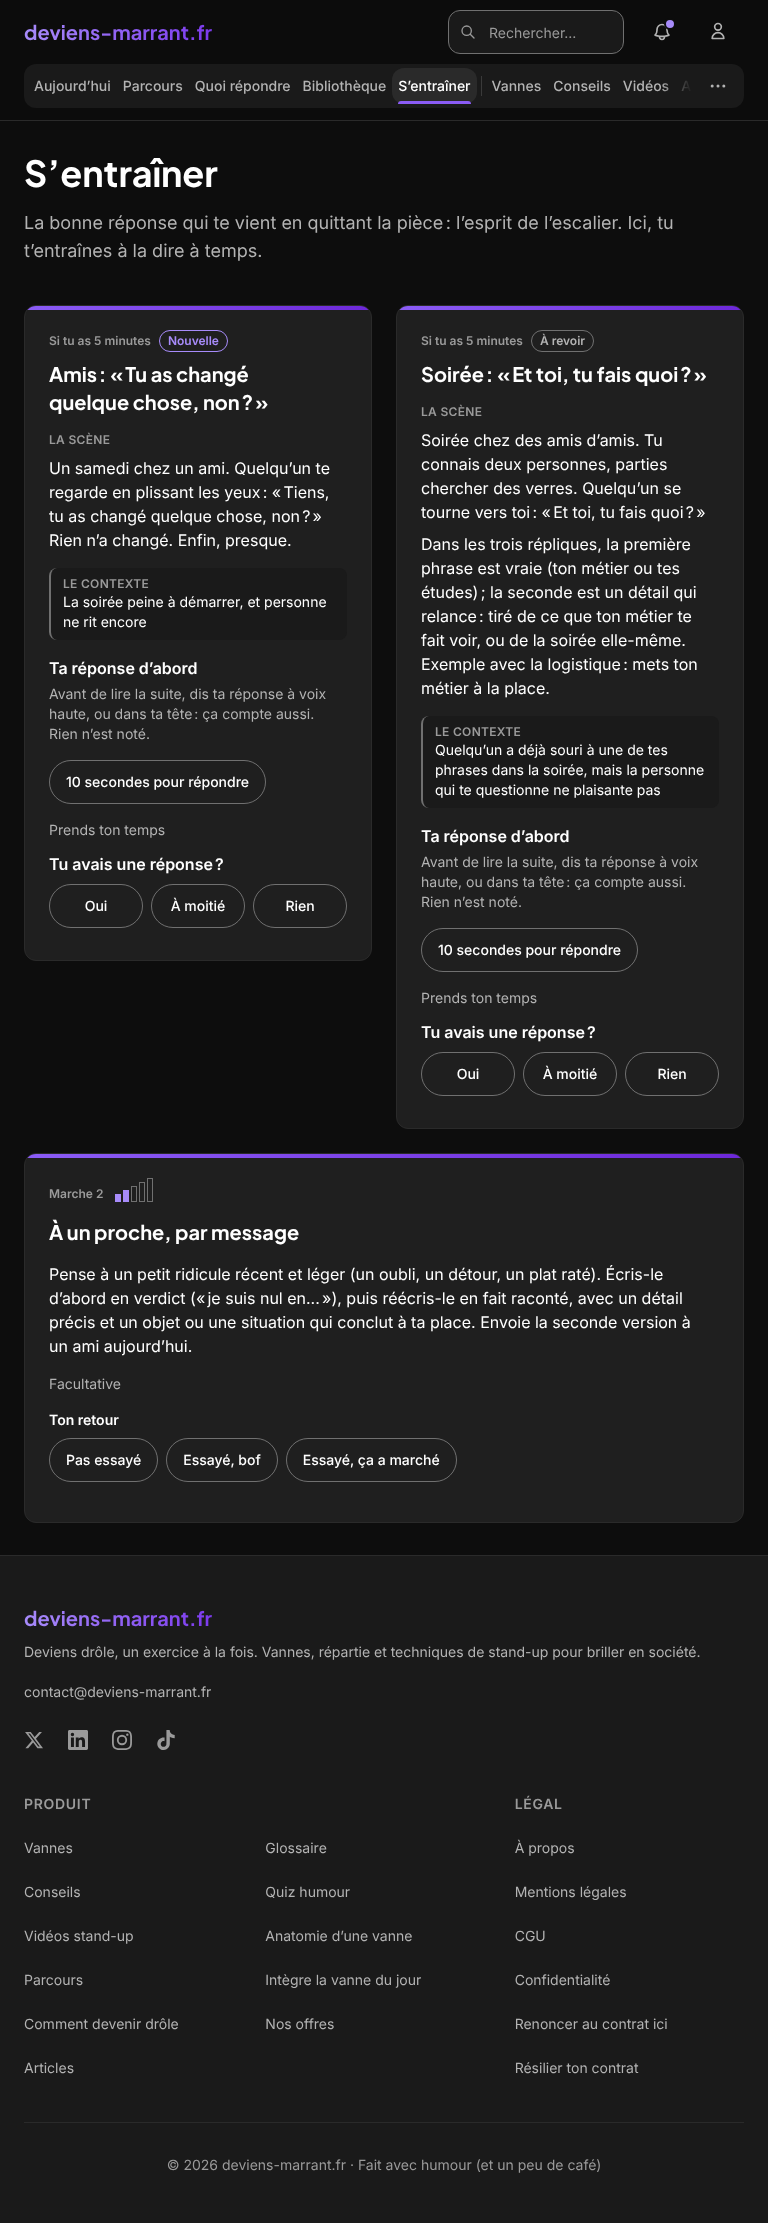 deviens-marrant.fr
Rechercher...
Aujourd’hui Parcours Quoi répondre Bibliothèque S’entraîner Vannes Conseils Vidéos
S’entraîner
La bonne réponse qui te vient en quittant la pièce : l’esprit de l’escalier. Ici, tu
t’entraînes à la dire à temps.
Si tu as 5 minutes Nouvelle
Amis : « Tu as changé
quelque chose, non ? »
LA SCÈNE
Un samedi chez un ami. Quelqu’un te
regarde en plissant les yeux : « Tiens,
tu as changé quelque chose, non ? »
Rien n’a changé. Enfin, presque.
LE CONTEXTE
La soirée peine à démarrer, et personne
ne rit encore
Ta réponse d’abord
Avant de lire la suite, dis ta réponse à voix
haute, ou dans ta tête : ça compte aussi.
Rien n’est noté.
10 secondes pour répondre
Prends ton temps
Tu avais une réponse ?
Oui À moitié Rien
Si tu as 5 minutes À revoir
Soirée : « Et toi, tu fais quoi ? »
LA SCÈNE
Soirée chez des amis d’amis. Tu
connais deux personnes, parties
chercher des verres. Quelqu’un se
tourne vers toi : « Et toi, tu fais quoi ? »
Dans les trois répliques, la première
phrase est vraie (ton métier ou tes
études) ; la seconde est un détail qui
relance : tiré de ce que ton métier te
fait voir, ou de la soirée elle-même.
Exemple avec la logistique : mets ton
métier à la place.
LE CONTEXTE
Quelqu’un a déjà souri à une de tes
phrases dans la soirée, mais la personne
qui te questionne ne plaisante pas
Ta réponse d’abord
Avant de lire la suite, dis ta réponse à voix
haute, ou dans ta tête : ça compte aussi.
Rien n’est noté.
10 secondes pour répondre
Prends ton temps
Tu avais une réponse ?
Oui À moitié Rien
Marche 2
À un proche, par message
Pense à un petit ridicule récent et léger (un oubli, un détour, un plat raté). Écris-le
d’abord en verdict (« je suis nul en… »), puis réécris-le en fait raconté, avec un détail
précis et un objet ou une situation qui conclut à ta place. Envoie la seconde version à
un ami aujourd’hui.
Facultative
Ton retour
Pas essayé Essayé, bof Essayé, ça a marché
deviens-marrant.fr
Deviens drôle, un exercice à la fois. Vannes, répartie et techniques de stand-up pour briller en société.
contact@deviens-marrant.fr
PRODUIT
Vannes
Conseils
Vidéos stand-up
Parcours
Comment devenir drôle
Articles
Glossaire
Quiz humour
Anatomie d’une vanne
Intègre la vanne du jour
Nos offres
LÉGAL
À propos
Mentions légales
CGU
Confidentialité
Renoncer au contrat ici
Résilier ton contrat
© 2026 deviens-marrant.fr · Fait avec humour (et un peu de café)